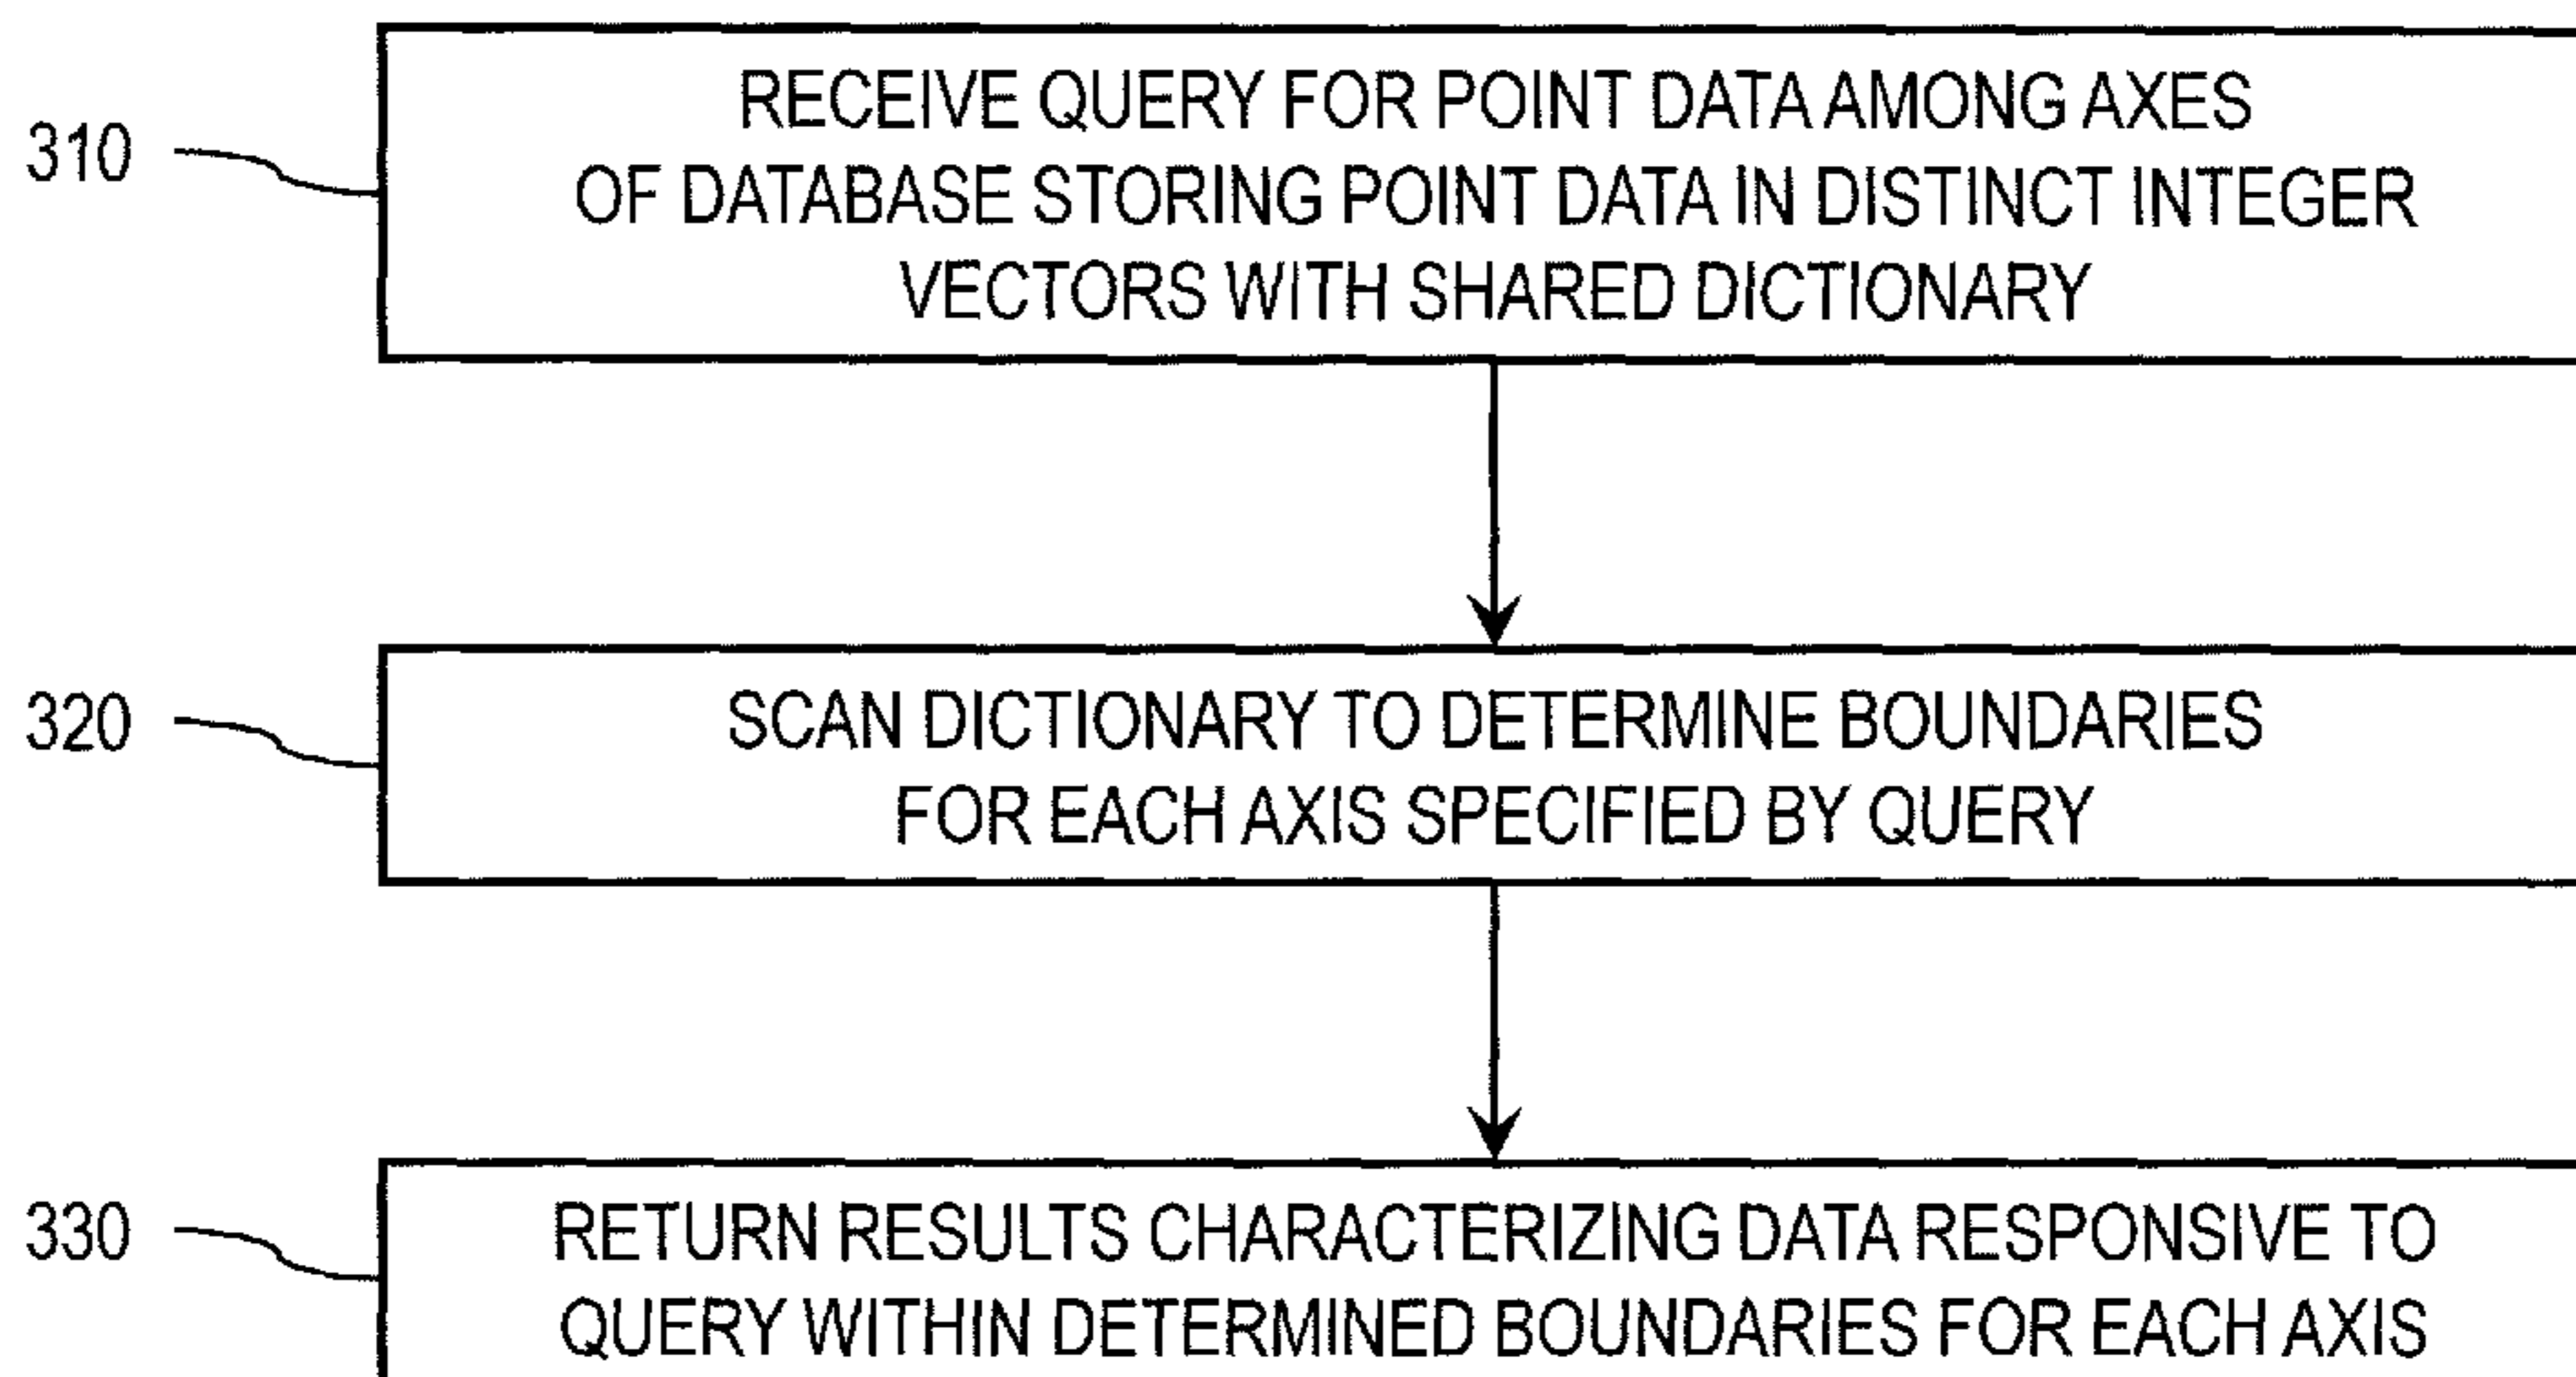 310
RECEIVE QUERY FOR POINT DATA AMONG AXES
OF DATABASE STORING POINT DATA IN DISTINCT INTEGER
VECTORS WITH SHARED DICTIONARY
320
SCAN DICTIONARY TO DETERMINE BOUNDARIES
FOR EACH AXIS SPECIFIED BY QUERY
330
RETURN RESULTS CHARACTERIZING DATA RESPONSIVE TO
QUERY WITHIN DETERMINED BOUNDARIES FOR EACH AXIS